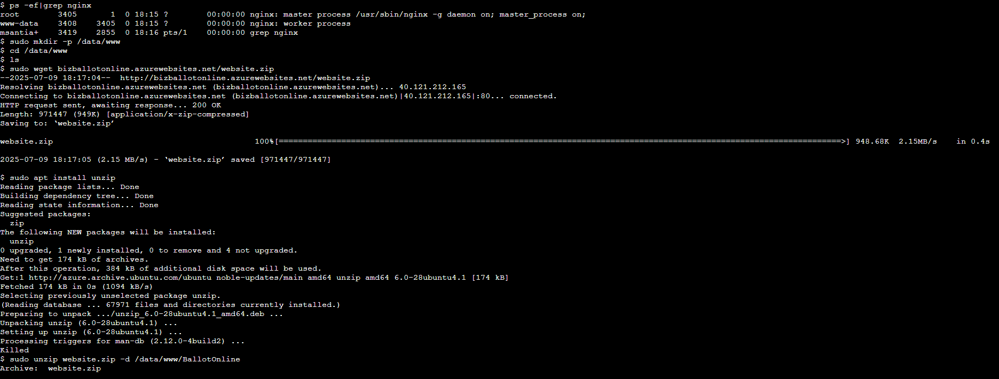 $ ps -ef|grep nginx
root        3405       1  0 18:15 ?        00:00:00 nginx: master process /usr/sbin/nginx -g daemon on; master_process on;
www-data    3408    3405  0 18:15 ?        00:00:00 nginx: worker process
msantia+    3419    2855  0 18:16 pts/1    00:00:00 grep nginx
$ sudo mkdir -p /data/www
$ cd /data/www
$ ls
$ sudo wget bizballotonline.azurewebsites.net/website.zip
--2025-07-09 18:17:04--  http://bizballotonline.azurewebsites.net/website.zip
Resolving bizballotonline.azurewebsites.net (bizballotonline.azurewebsites.net)... 40.121.212.165
Connecting to bizballotonline.azurewebsites.net (bizballotonline.azurewebsites.net)|40.121.212.165|:80... connected.
HTTP request sent, awaiting response... 200 OK
Length: 971447 (949K) [application/x-zip-compressed]
Saving to: ‘website.zip’
website.zip                                          100%[=====================================================================================================================>] 948.68K  2.15MB/s    in 0.4s
2025-07-09 18:17:05 (2.15 MB/s) - ‘website.zip’ saved [971447/971447]
$ sudo apt install unzip
Reading package lists... Done
Building dependency tree... Done
Reading state information... Done
Suggested packages:
  zip
The following NEW packages will be installed:
  unzip
0 upgraded, 1 newly installed, 0 to remove and 4 not upgraded.
Need to get 174 kB of archives.
After this operation, 384 kB of additional disk space will be used.
Get:1 http://azure.archive.ubuntu.com/ubuntu noble-updates/main amd64 unzip amd64 6.0-28ubuntu4.1 [174 kB]
Fetched 174 kB in 0s (1094 kB/s)
Selecting previously unselected package unzip.
(Reading database ... 67971 files and directories currently installed.)
Preparing to unpack .../unzip_6.0-28ubuntu4.1_amd64.deb ...
Unpacking unzip (6.0-28ubuntu4.1) ...
Setting up unzip (6.0-28ubuntu4.1) ...
Processing triggers for man-db (2.12.0-4build2) ...
Killed
$ sudo unzip website.zip -d /data/www/BallotOnline
Archive:  website.zip